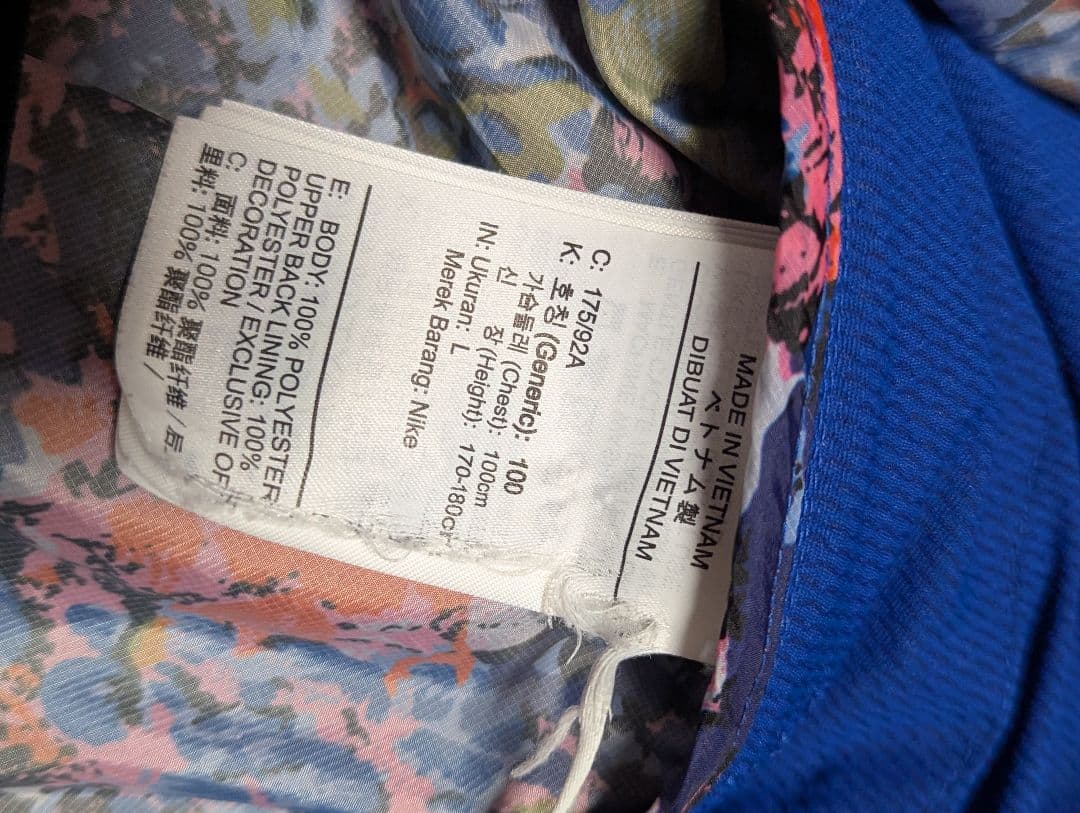 MADE IN VIETNAM
ベトナム製
DIBUAT DI VIETNAM
C: 175/92A
K: 호칭 (Generic): 100
가슴둘레 (Chest): 100cm
신 장 (Height): 170-180c
IN: Ukuran: L
Merek Barang: Nike
E: BODY: 100% POLYESTER
UPPER BACK LINING: 100%
POLYESTER / EXCLUSIVE OF
DECORATION
C: 面料: 100% 聚酯纤维 / 后
里料: 100% 聚酯纤维 /